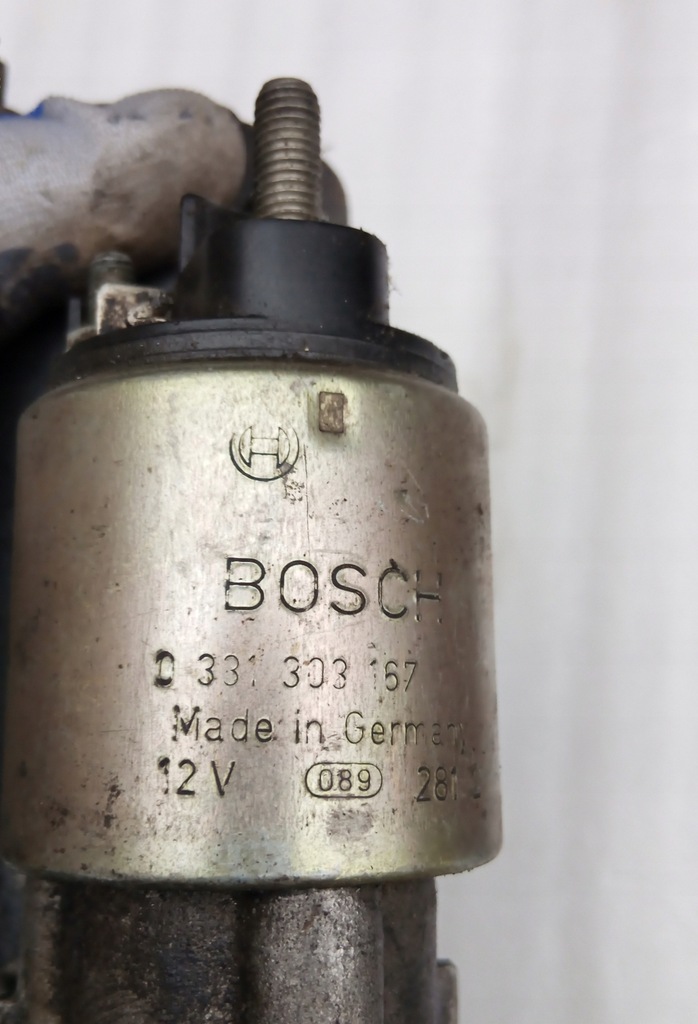 BOSCH
0 331 303 167
Made in Germany
12 V 089 281